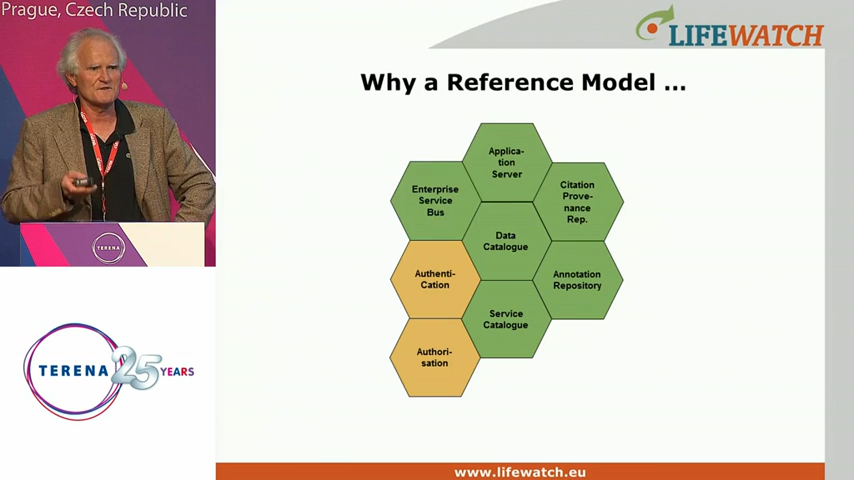 Prague, Czech Republic
TERENA
TERENA 25 YEARS
LIFEWATCH
Why a Reference Model ...
Applica-
tion
Server
Enterprise
Service
Bus
Citation
Prove-
nance
Rep.
Data
Catalogue
Authenti-
Cation
Annotation
Repository
Service
Catalogue
Authori-
sation
www.lifewatch.eu